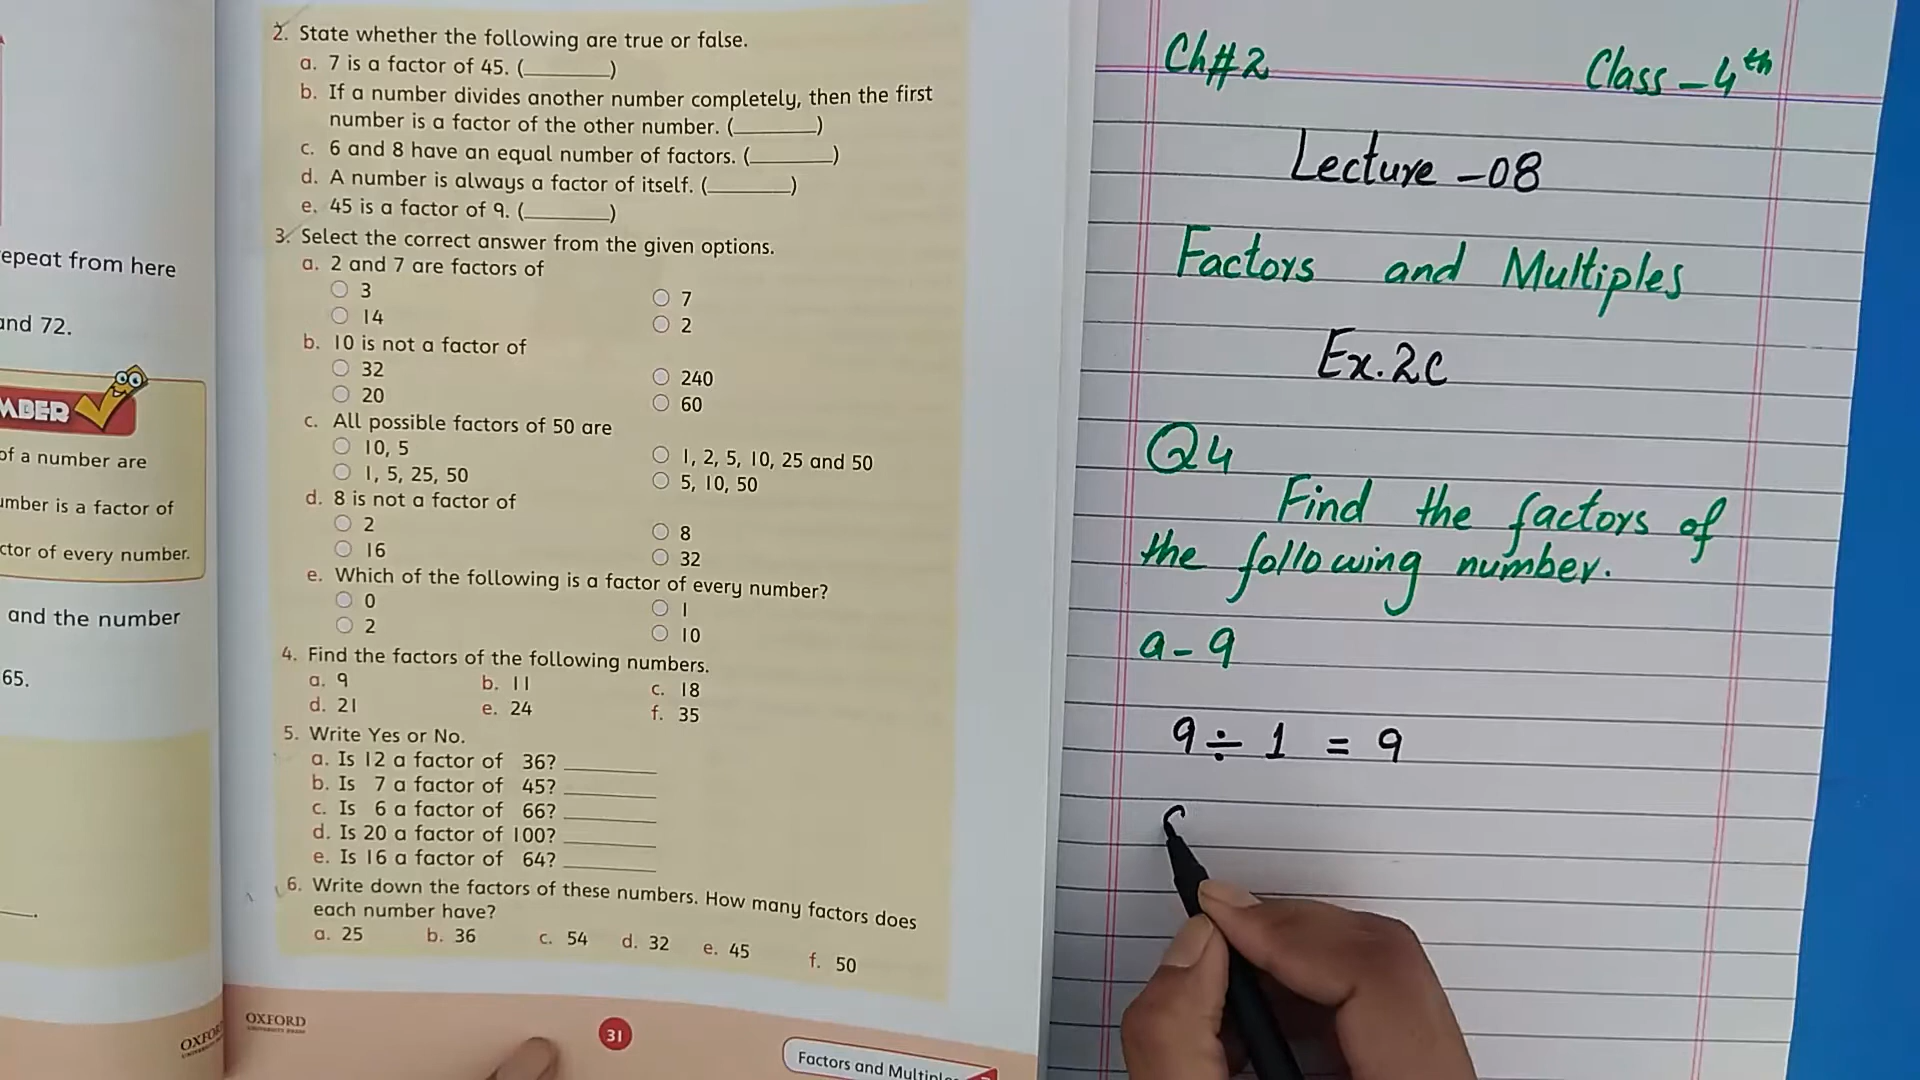 epeat from here
and 72.
MBER
of a number are
umber is a factor of
ctor of every number.
and the number
65.
OXFOR
2. State whether the following are true or false.
a. 7 is a factor of 45. (________)
b. If a number divides another number completely, then the first
number is a factor of the other number. (________)
c. 6 and 8 have an equal number of factors. (________)
d. A number is always a factor of itself. (________)
e. 45 is a factor of 9. (________)
3. Select the correct answer from the given options.
a. 2 and 7 are factors of
3 7
14 2
b. 10 is not a factor of
32 240
20 60
c. All possible factors of 50 are
10, 5 1, 2, 5, 10, 25 and 50
1, 5, 25, 50 5, 10, 50
d. 8 is not a factor of
2 8
16 32
e. Which of the following is a factor of every number?
0 1
2 10
4. Find the factors of the following numbers.
a. 9 b. 11 c. 18
d. 21 e. 24 f. 35
5. Write Yes or No.
a. Is 12 a factor of 36? ________
b. Is 7 a factor of 45? ________
c. Is 6 a factor of 66? ________
d. Is 20 a factor of 100? ________
e. Is 16 a factor of 64? ________
6. Write down the factors of these numbers. How many factors does
each number have?
a. 25 b. 36 c. 54 d. 32 e. 45 f. 50
OXFORD
UNIVERSITY PRESS
31
Factors and Multiple
Ch#2 Class-4th
Lecture -08
Factors and Multiples
Ex.2C
Q4
Find the factors of
the following number.
a- 9
9 ÷ 1 = 9